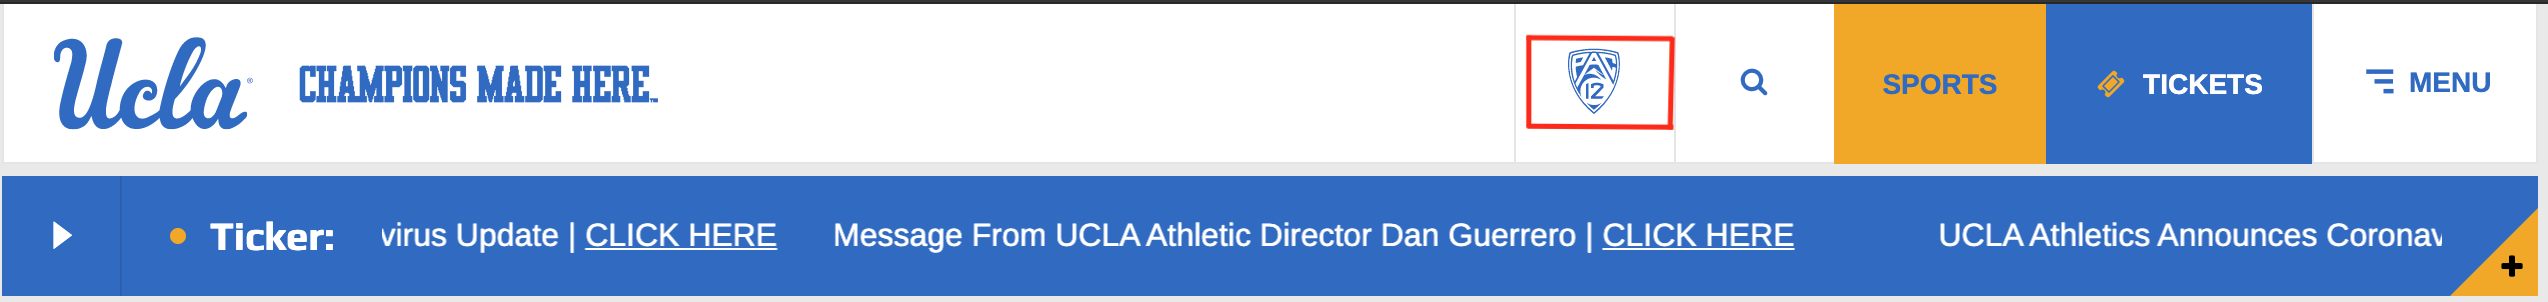 Ucla ®
CHAMPIONS MADE HERE™
PAC
12
SPORTS
TICKETS
MENU
Ticker:
virus Update | CLICK HERE
Message From UCLA Athletic Director Dan Guerrero | CLICK HERE
UCLA Athletics Announces Coronav